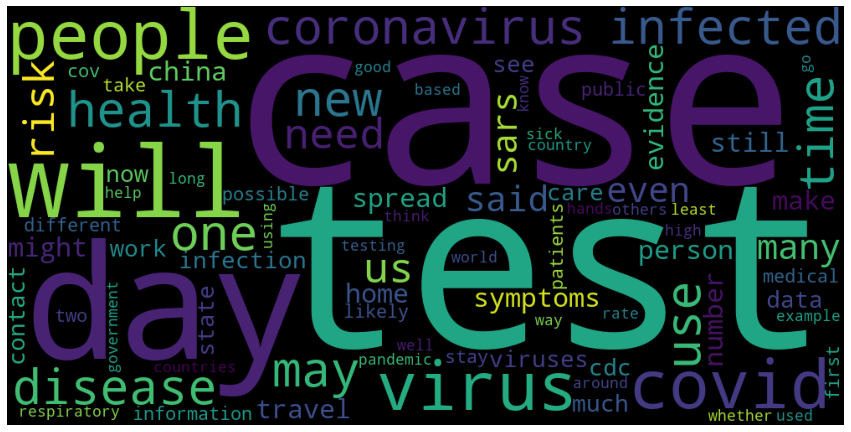 people
coronavirus
infected
cov
china
take
risk
health
new
need
case
good
based
know
see
sars
public
evidence
go
time
sick
country
still
will
now
long
help
possible
different
one
using
might
work
infection
spread
said
care
even
make
think
hands
others
least
high
person
many
testing
world
patients
us
home
likely
symptoms
way
rate
use
number
data
medical
example
contact
day
two
government
state
test
countries
disease
may
pandemic
well
stay
viruses
virus
cdc
around
much
covid
first
respiratory
information
travel
whether
used